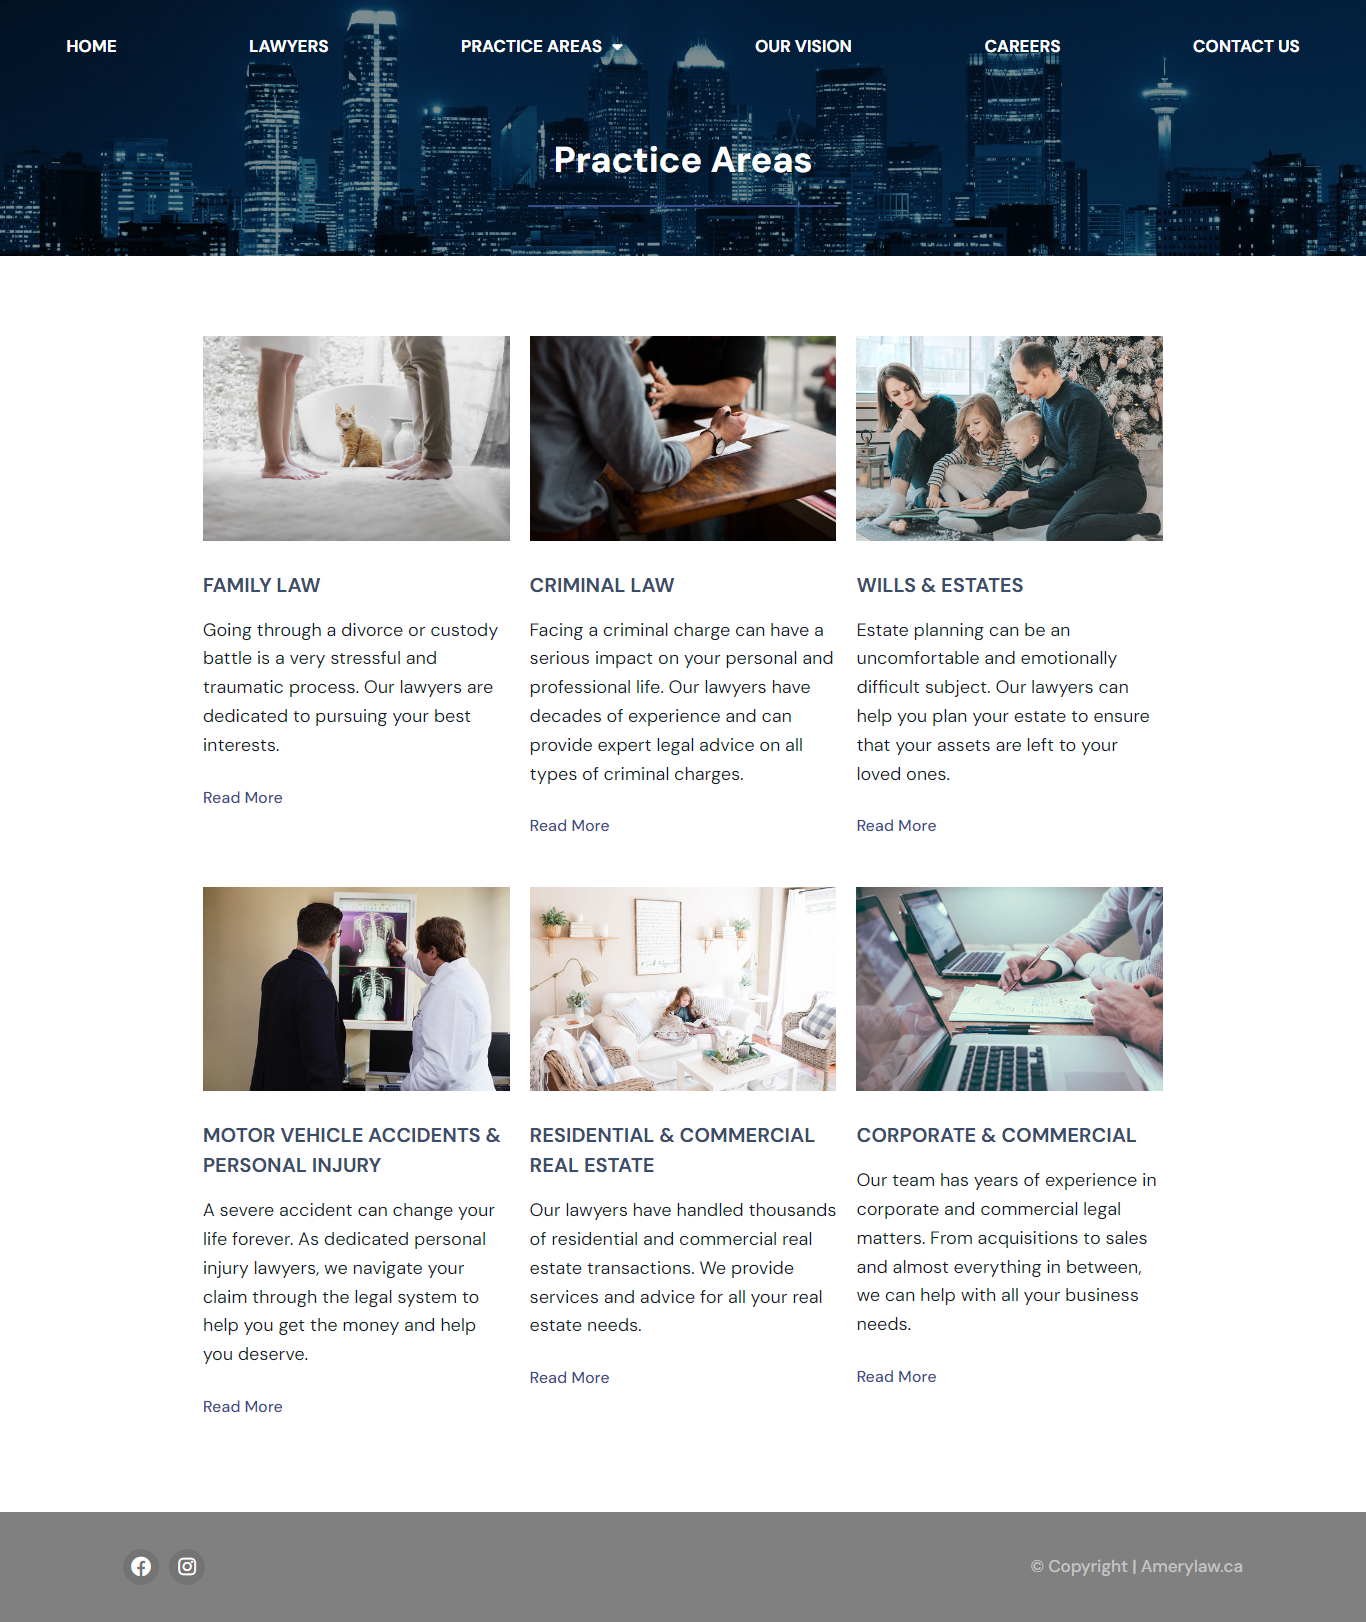 HOME
LAWYERS
PRACTICE AREAS
OUR VISION
CAREERS
CONTACT US
Practice Areas
FAMILY LAW
Going through a divorce or custody
battle is a very stressful and
traumatic process. Our lawyers are
dedicated to pursuing your best
interests.
Read More
CRIMINAL LAW
Facing a criminal charge can have a
serious impact on your personal and
professional life. Our lawyers have
decades of experience and can
provide expert legal advice on all
types of criminal charges.
Read More
WILLS & ESTATES
Estate planning can be an
uncomfortable and emotionally
difficult subject. Our lawyers can
help you plan your estate to ensure
that your assets are left to your
loved ones.
Read More
MOTOR VEHICLE ACCIDENTS &
PERSONAL INJURY
A severe accident can change your
life forever. As dedicated personal
injury lawyers, we navigate your
claim through the legal system to
help you get the money and help
you deserve.
Read More
RESIDENTIAL & COMMERCIAL
REAL ESTATE
Our lawyers have handled thousands
of residential and commercial real
estate transactions. We provide
services and advice for all your real
estate needs.
Read More
CORPORATE & COMMERCIAL
Our team has years of experience in
corporate and commercial legal
matters. From acquisitions to sales
and almost everything in between,
we can help with all your business
needs.
Read More
© Copyright | Amerylaw.ca